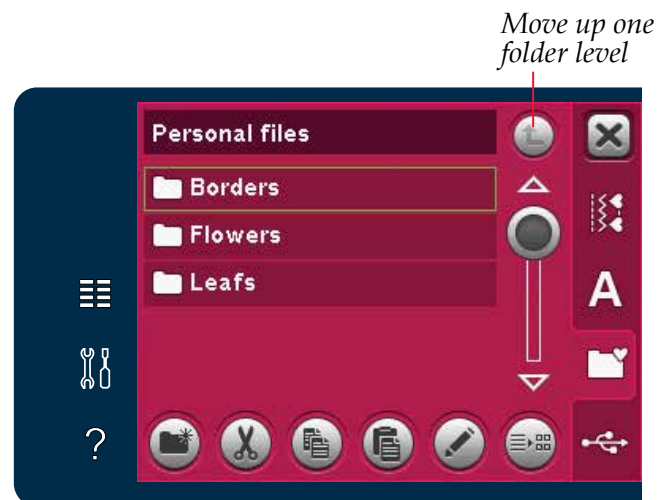 Move up one
folder level
Personal files
Borders
Flowers
Leafs
A
?